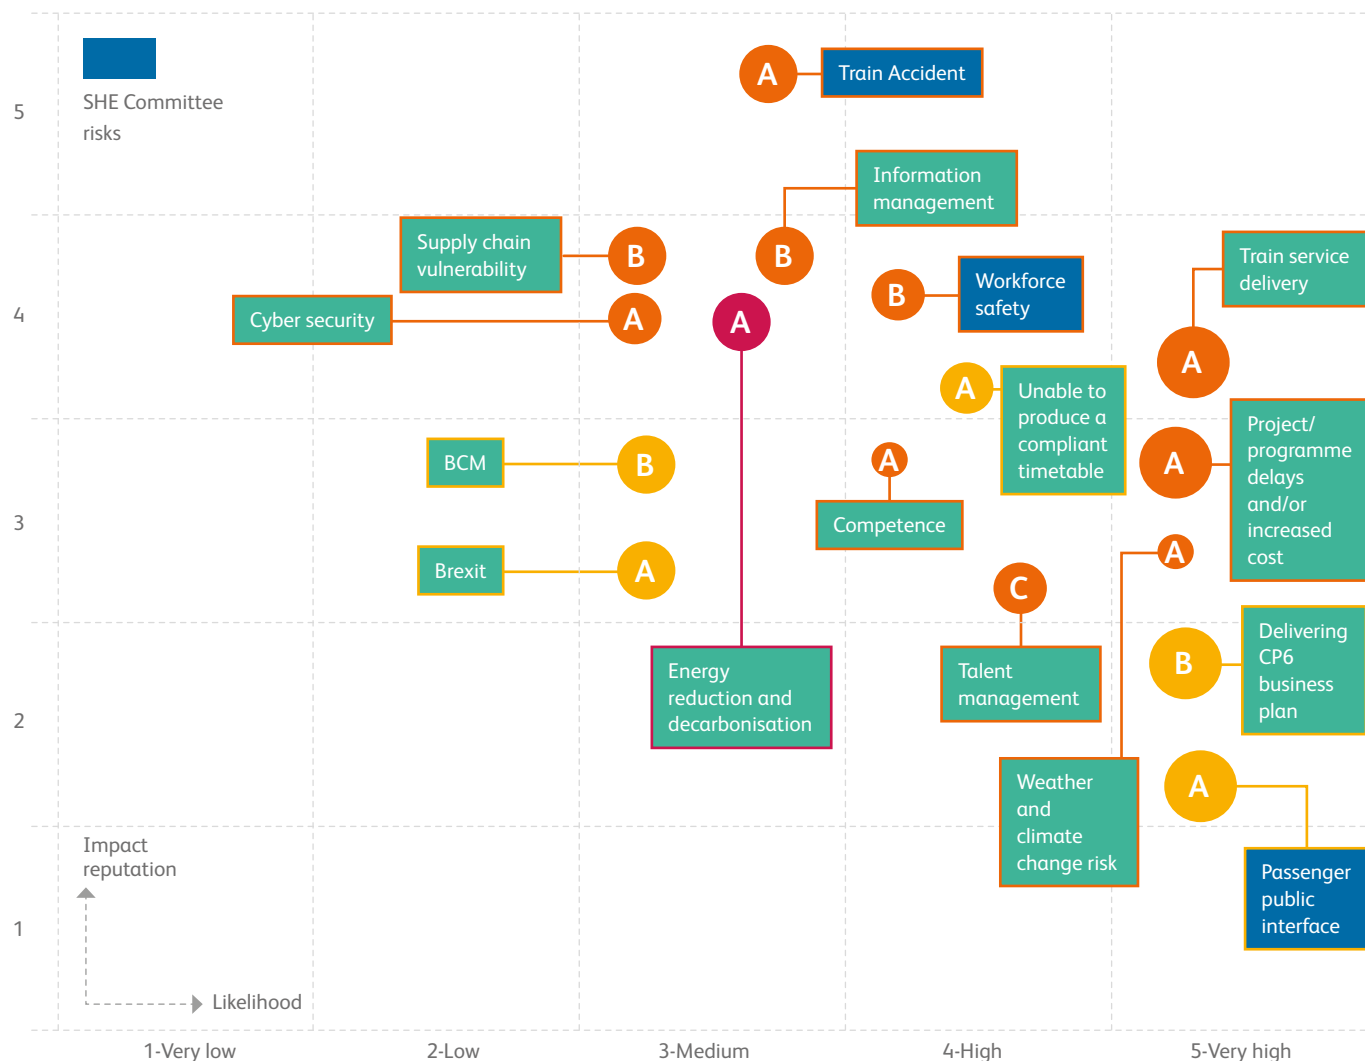 SHE Committee
risks
5
4
3
2
1
A
Train Accident
Information
management
B
Supply chain
vulnerability
B
Cyber security
A
A
B
Workforce
safety
Train service
delivery
A
A
Unable to
produce a
compliant
timetable
BCM
B
A
Competence
A
Project/
programme
delays
and/or
increased
cost
Brexit
A
A
C
Talent
management
Energy
reduction and
decarbonisation
B
Delivering
CP6
business
plan
Weather
and
climate
change risk
A
Passenger
public
interface
Impact
reputation
Likelihood
1-Very low
2-Low
3-Medium
4-High
5-Very high